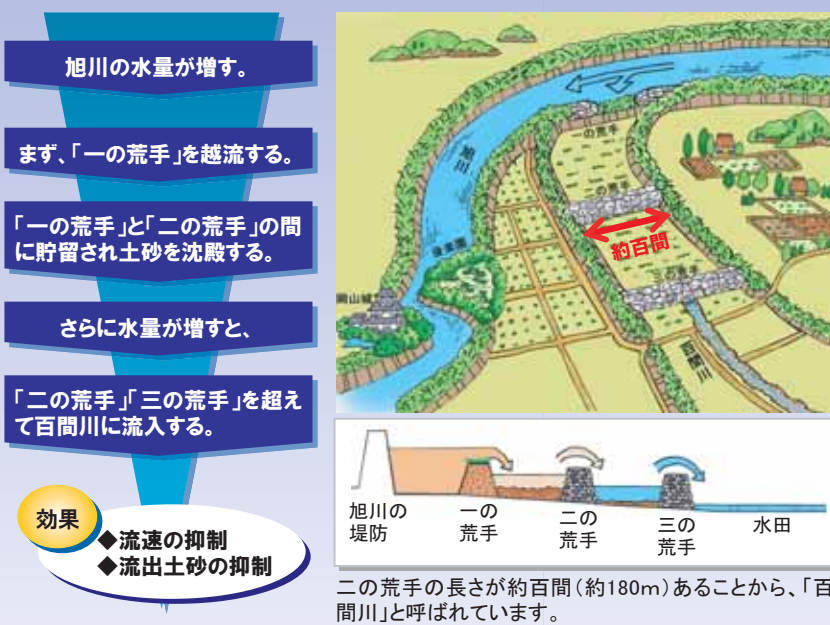 旭川の水量が増す。
まず、「一の荒手」を越流する。
「一の荒手」と「二の荒手」の間
に貯留され土砂を沈殿する。
さらに水量が増すと、
「二の荒手」「三の荒手」を超え
て百間川に流入する。
効果
◆流速の抑制
◆流出土砂の抑制
一の荒手
旭川
二の荒手
約百間
後楽園
三の荒手
岡山城
百間川
旭川の
堤防
一の
荒手
二の
荒手
三の
荒手
水田
二の荒手の長さが約百間(約180m)あることから、「百
間川」と呼ばれています。